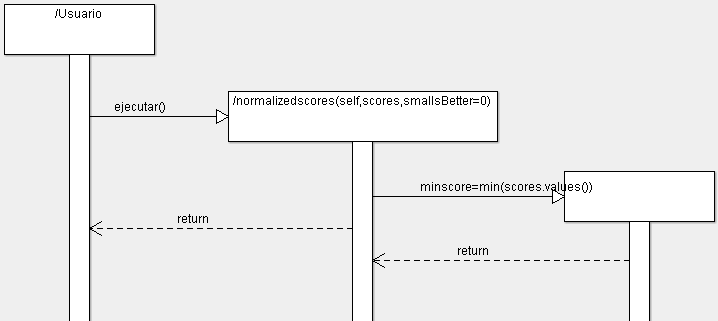 /Usuario
/normalizedscores(self,scores,smallsBetter=0)
ejecutar()
minscore=min(scores.values())
return
return